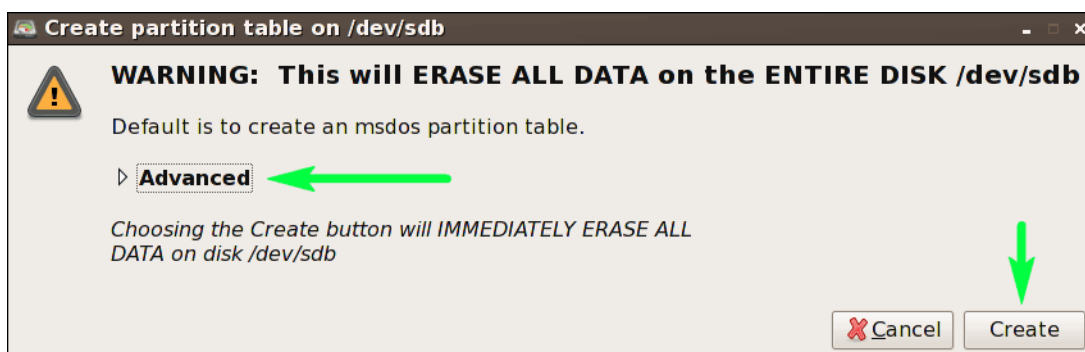 Create partition table on /dev/sdb
WARNING:  This will ERASE ALL DATA on the ENTIRE DISK /dev/sdb
Default is to create an msdos partition table.
Advanced
Choosing the Create button will IMMEDIATELY ERASE ALL
DATA on disk /dev/sdb
Cancel Create